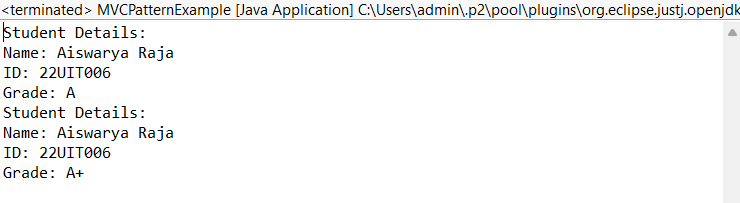 <terminated> MVCPatternExample [Java Application] C:\Users\admin\.p2\pool\plugins\org.eclipse.justj.openjdk
Student Details:
Name: Aiswarya Raja
ID: 22UIT006
Grade: A
Student Details:
Name: Aiswarya Raja
ID: 22UIT006
Grade: A+